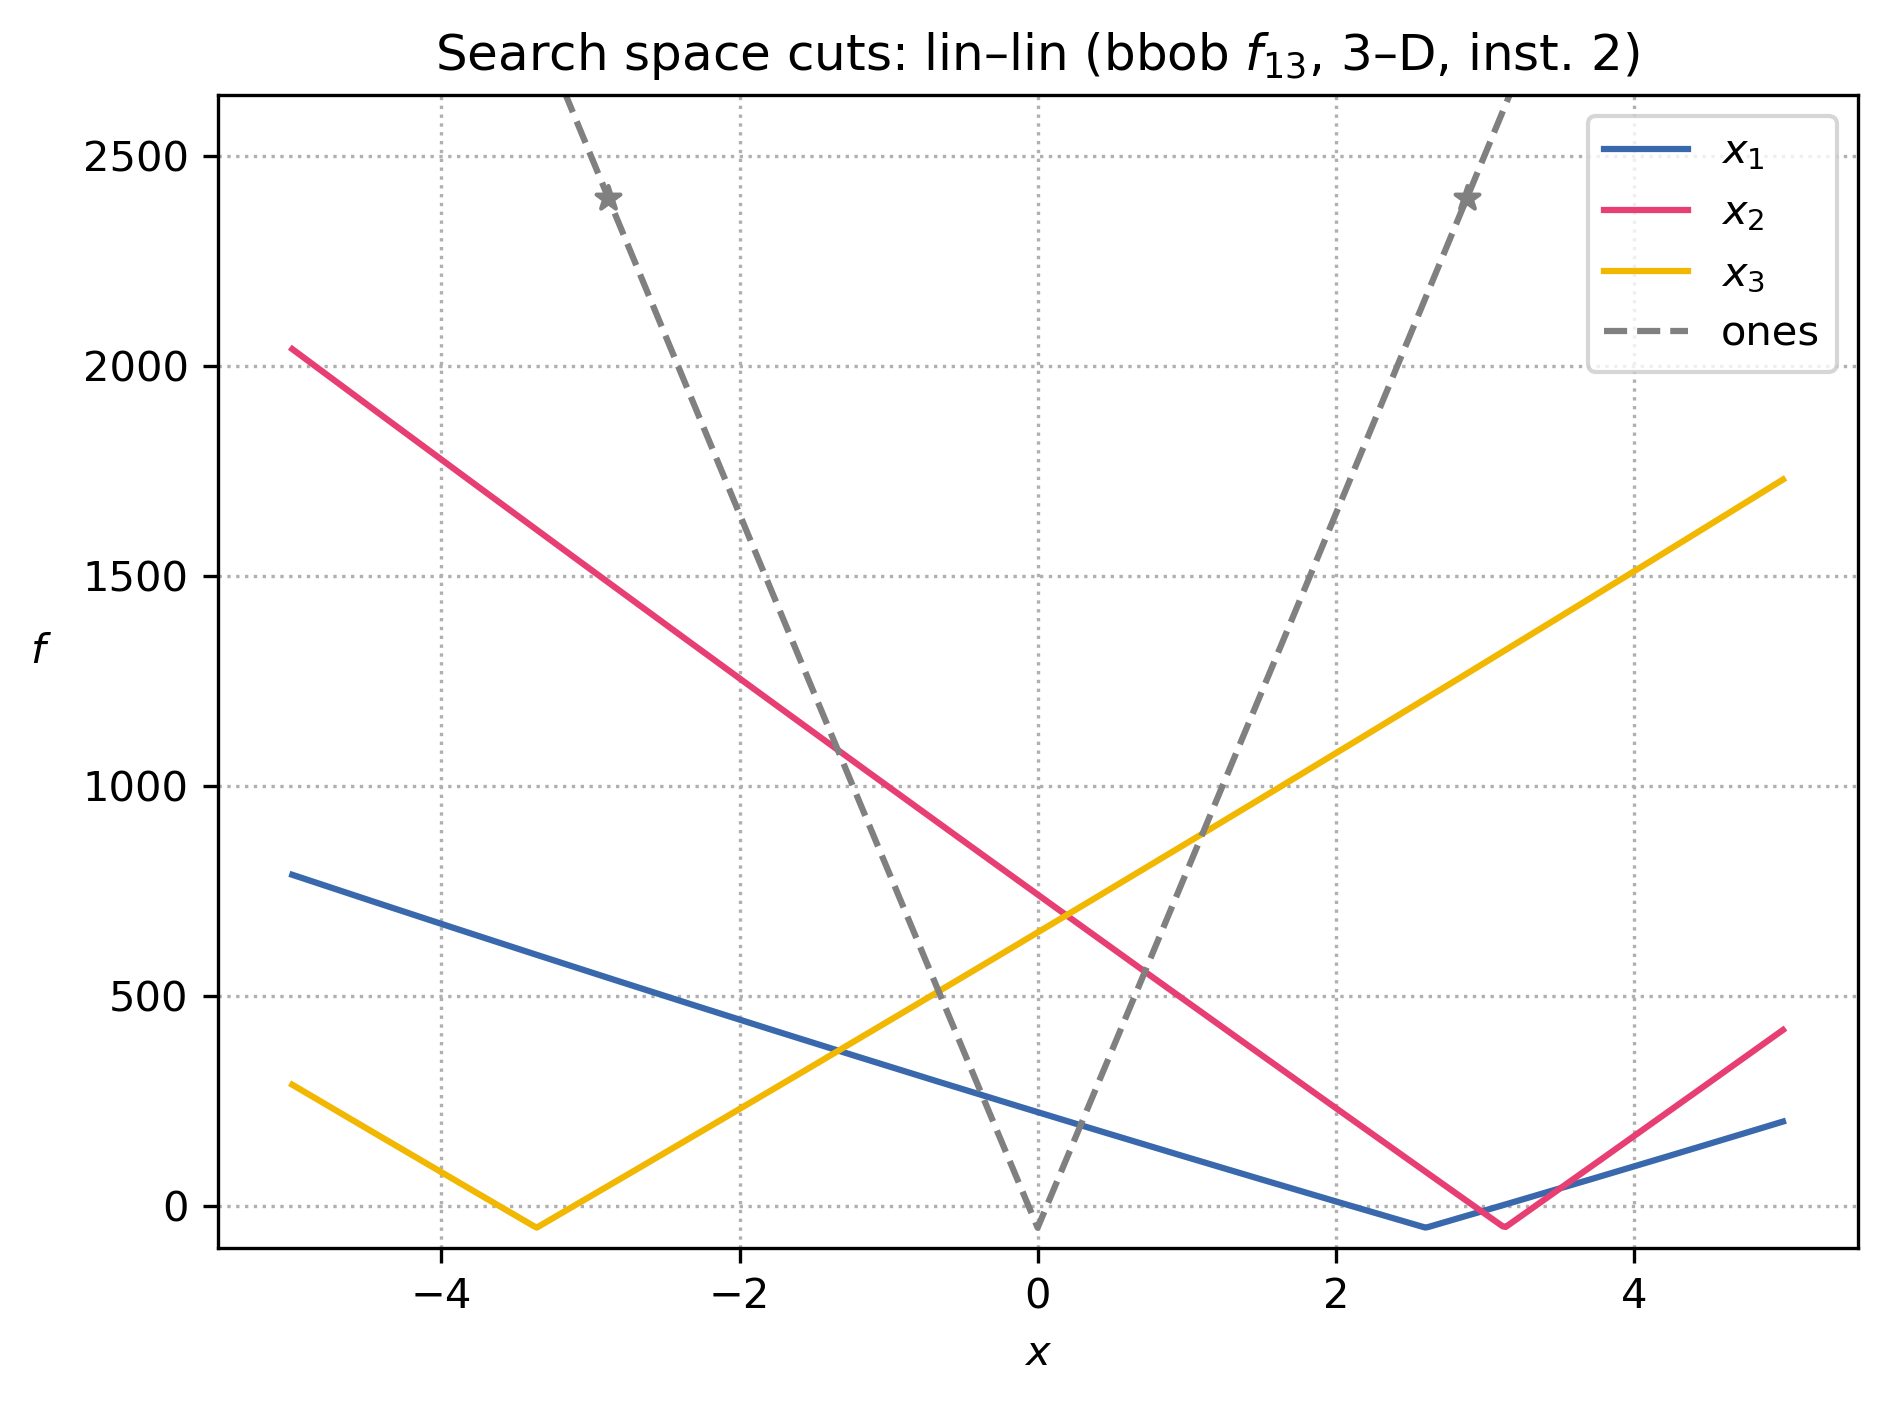 Search space cuts: lin–lin (bbob f13, 3–D, inst. 2)
2500
2000
1500
1000
500
0
f
−4
−2
0
2
4
x
x1
x2
x3
ones